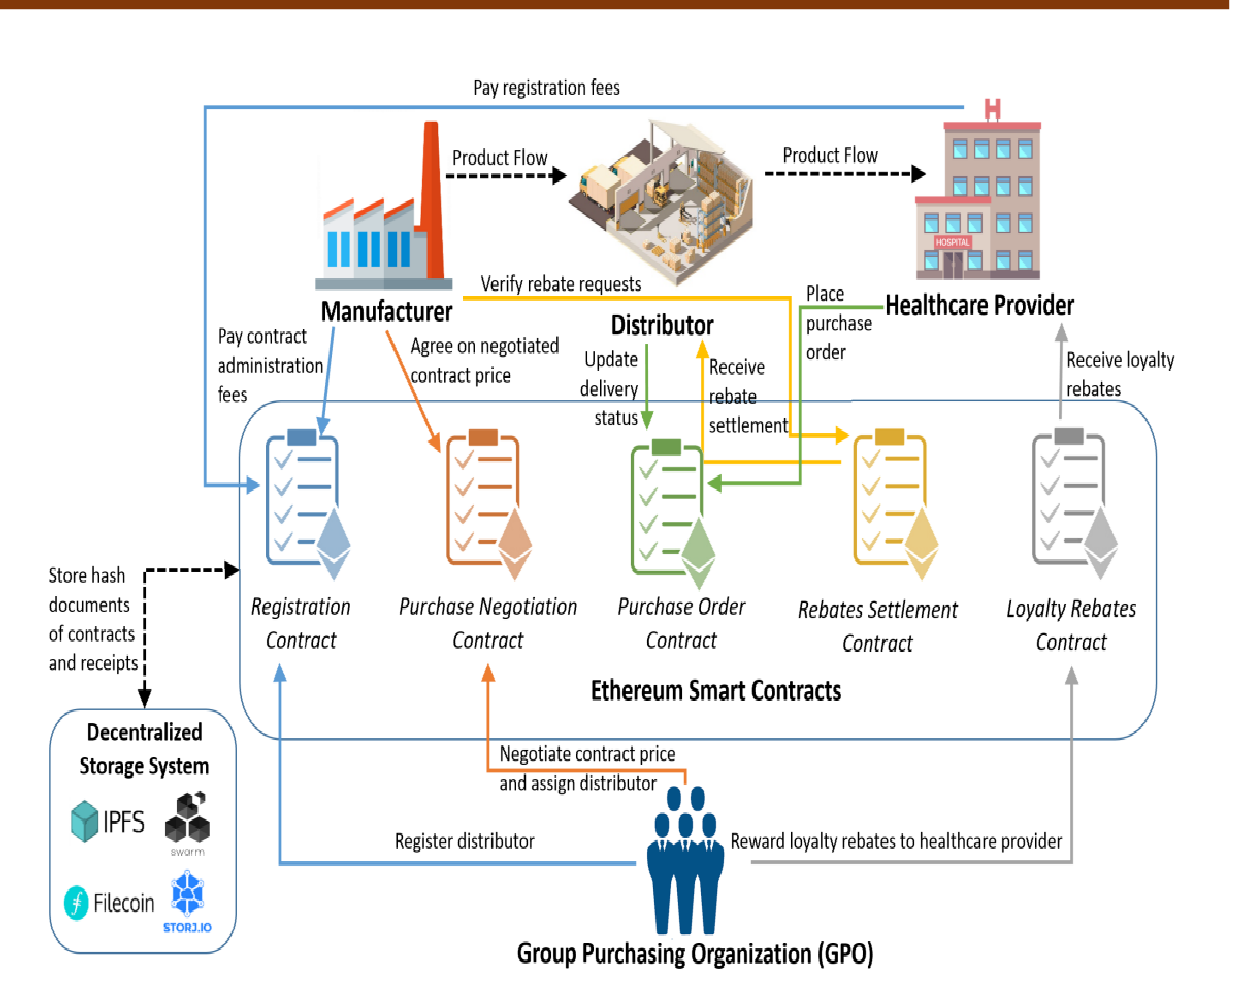 Pay registration fees
Product Flow
Product Flow
H
HOSPITAL
Verify rebate requests
Manufacturer
Distributor
Healthcare Provider
Place
purchase
order
Pay contract
administration
fees
Agree on negotiated
contract price
Update
delivery
status
Receive
rebate
settlement
Receive loyalty
rebates
Registration
Contract
Purchase Negotiation
Contract
Purchase Order
Contract
Rebates Settlement
Contract
Loyalty Rebates
Contract
Ethereum Smart Contracts
Store hash
documents
of contracts
and receipts
Decentralized
Storage System
IPFS
sworm
Filecoin
STORJ.IO
Negotiate contract price
and assign distributor
Register distributor
Reward loyalty rebates to healthcare provider
Group Purchasing Organization (GPO)